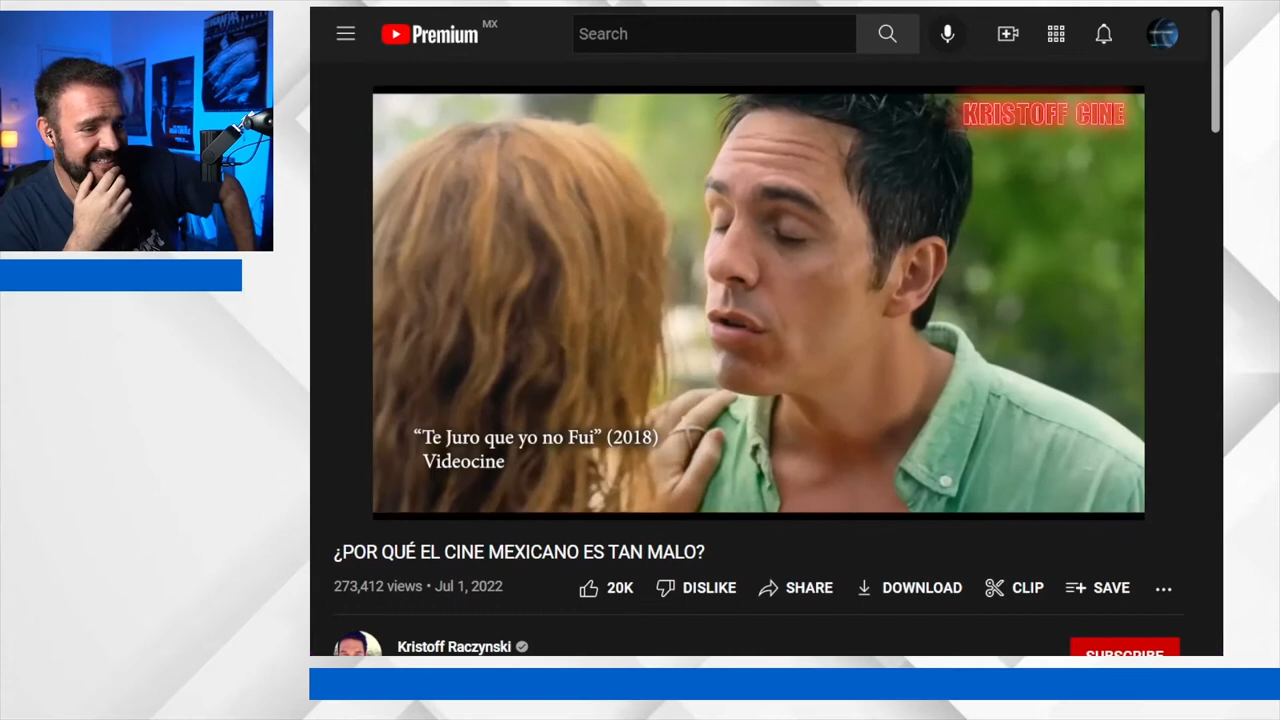 Premium MX
Search
KRISTOFF CINE
“Te Juro que yo no Fui” (2018)
Videocine
¿POR QUÉ EL CINE MEXICANO ES TAN MALO?
273,412 views • Jul 1, 2022
20K
DISLIKE
SHARE
DOWNLOAD
CLIP
SAVE
Kristoff Raczynski
SUBSCRIBE